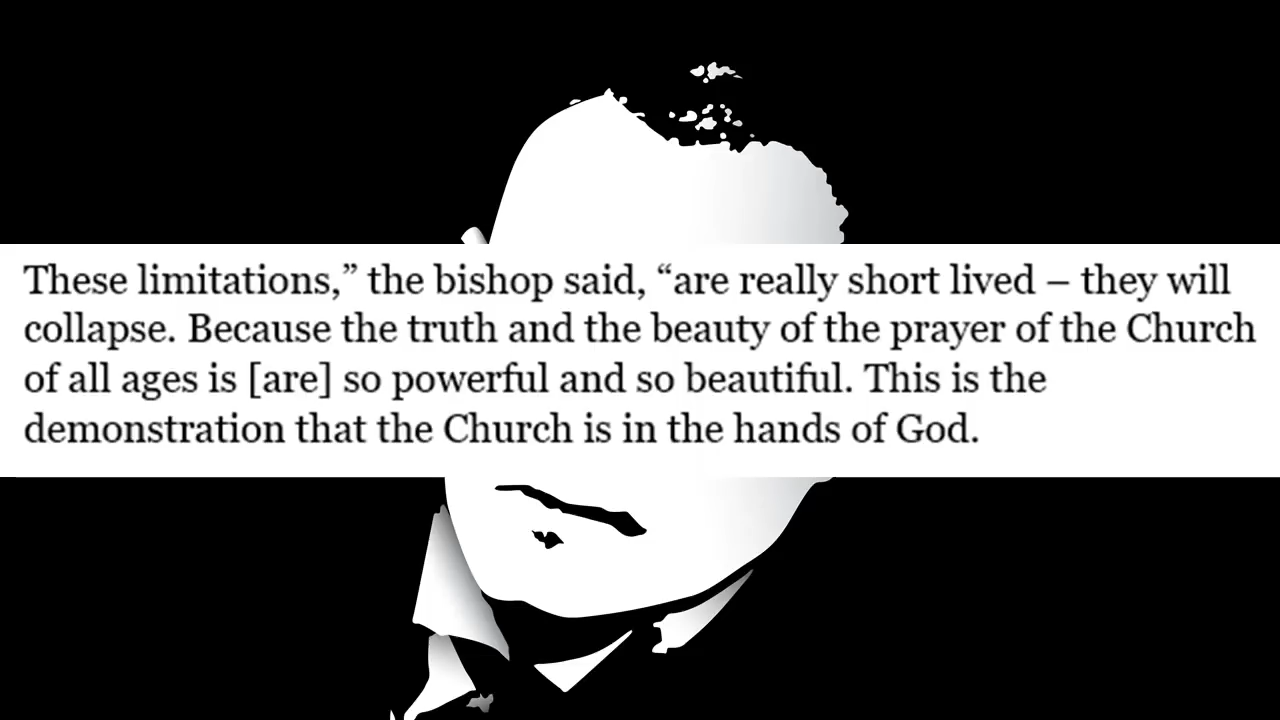 These limitations,” the bishop said, “are really short lived – they will
collapse. Because the truth and the beauty of the prayer of the Church
of all ages is [are] so powerful and so beautiful. This is the
demonstration that the Church is in the hands of God.